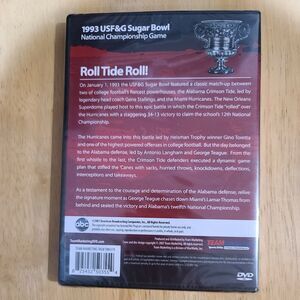 1993 USF&G Sugar Bowl
National Championship Game
Roll Tide Roll!
On January 1, 1993 the USF&G Sugar Bowl featured a classic match-up between
two of college football's fiercest powerhouses, the Alabama Crimson Tide, led by
legendary head coach Gene Stallings, and the Miami Hurricanes. The New Orleans
Superdome played host to this epic battle in which the Crimson Tide "rolled" over
the Hurricanes with a staggering 34-13 victory to claim the school's 12th National
Championship.
The Hurricanes came into this battle led by Heisman Trophy winner Gino Toretta
and one of the highest powered offenses in college football. But the day belonged to
the Alabama defense, led by Antonio Langham and George Teague. From the
first whistle to the last, the Crimson Tide defenders executed a dynamic game
plan that stifled the 'Canes with sacks, hurried throws, knockdowns, deflections,
interceptions and takeaways.
As a testament to the courage and determination of the Alabama defense, relive
the signature moment as George Teague chases down Miami's Lamar Thomas from
behind and sealed the victory and Alabama's twelfth National Championship.
abc
TEAM
DVD